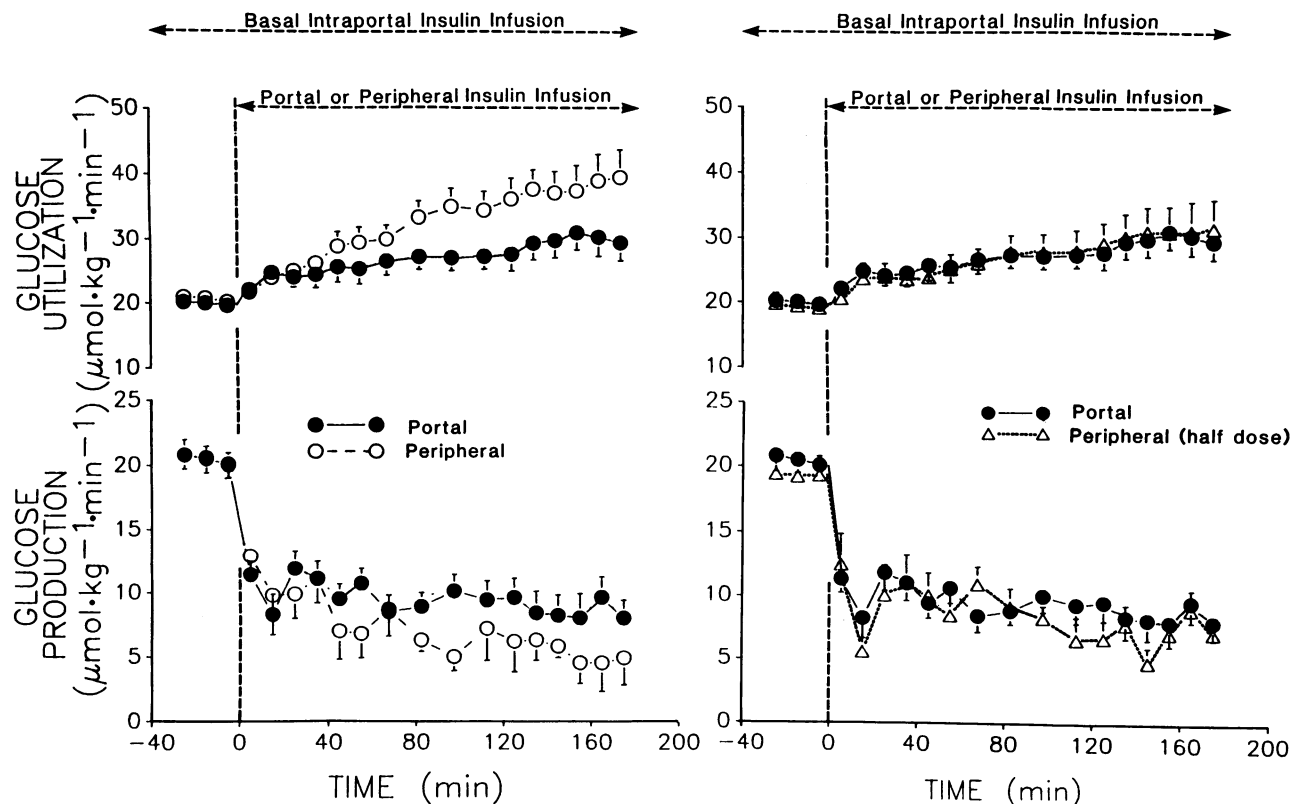 Basal Intraportal Insulin Infusion
Portal or Peripheral Insulin Infusion
50
40
30
20
10
GLUCOSE
UTILIZATION
(μmol·kg−1·min−1)
25
20
15
10
5
0
GLUCOSE
PRODUCTION
(μmol·kg−1·min−1)
Portal
Peripheral
−40 0 40 80 120 160 200
TIME (min)
Basal Intraportal Insulin Infusion
Portal or Peripheral Insulin Infusion
50
40
30
20
10
25
20
15
10
5
0
Portal
Peripheral (half dose)
−40 0 40 80 120 160 200
TIME (min)